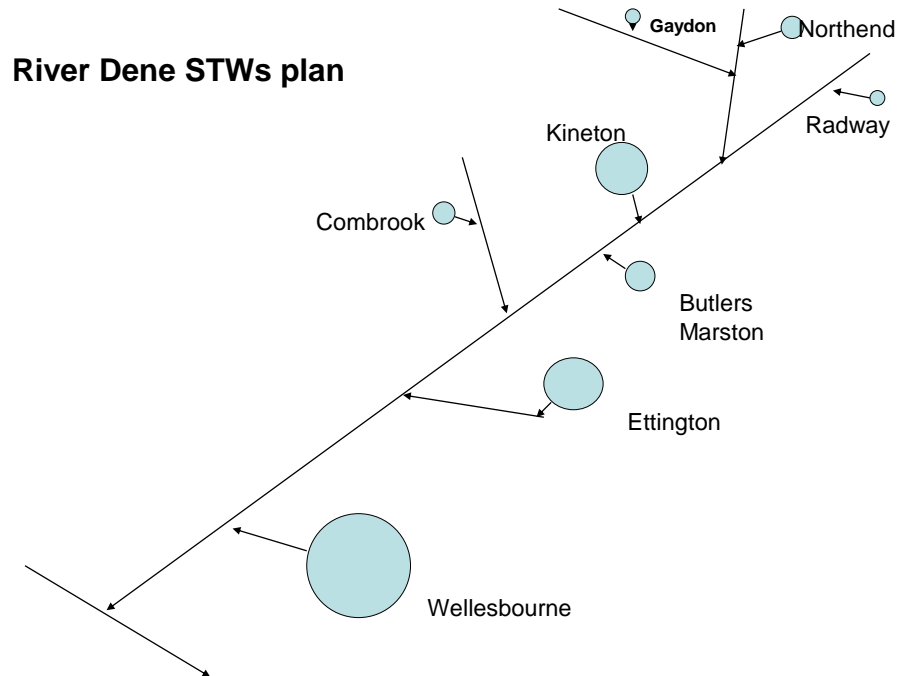 Gaydon
Northend
River Dene STWs plan
Radway
Kineton
Combrook
Butlers
Marston
Ettington
Wellesbourne